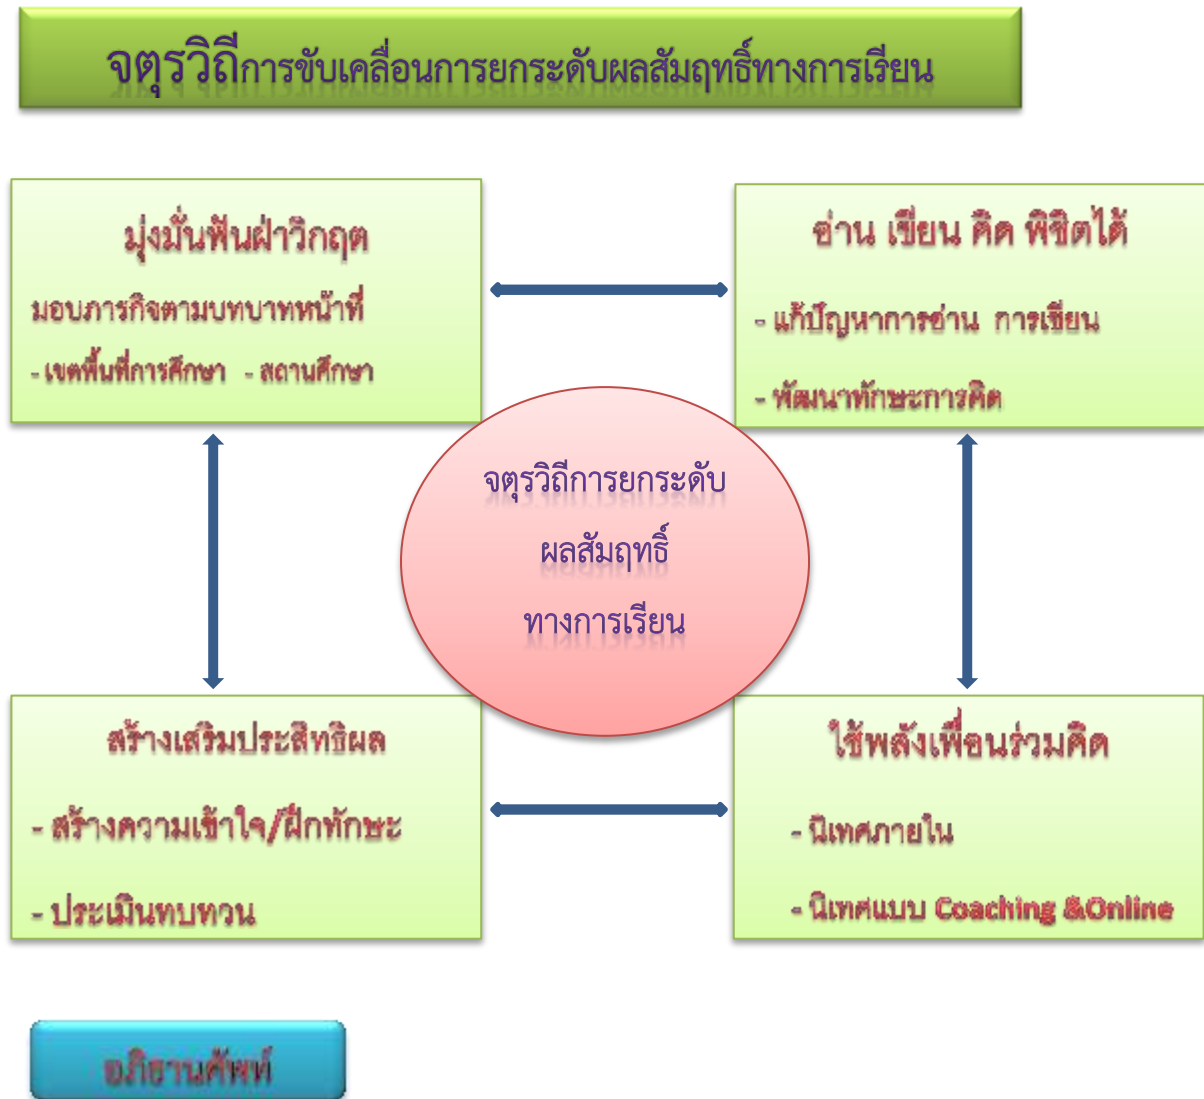 จตุรวิถีการขับเคลื่อนการยกระดับผลสัมฤทธิ์ทางการเรียน
มุ่งมั่นฟันฝ่าวิกฤต
มอบภารกิจตามบทบาทหน้าที่
- เขตพื้นที่การศึกษา - สถานศึกษา
อ่าน เขียน คิด พิชิตได้
- แก้ปัญหาการอ่าน การเขียน
- พัฒนาทักษะการคิด
จตุรวิถีการยกระดับ
ผลสัมฤทธิ์
ทางการเรียน
สร้างเสริมประสิทธิผล
- สร้างความเข้าใจ/ฝึกทักษะ
- ประเมินทบทวน
ใช้พลังเพื่อนร่วมคิด
- นิเทศภายใน
- นิเทศแบบ Coaching &Online
อภิธานศัพท์